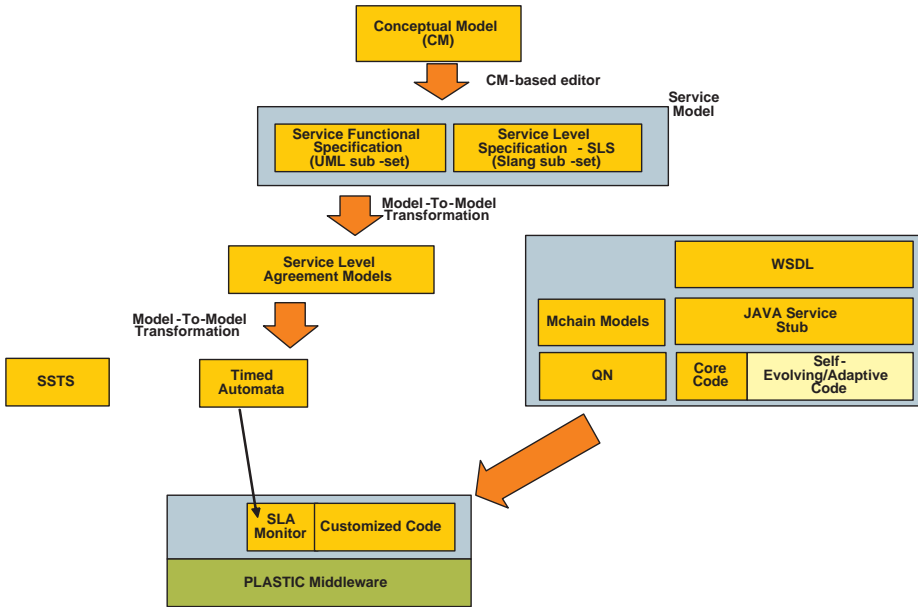 Conceptual Model
(CM)
CM-based editor
Service
Model
Service Functional
Specification
(UML sub -set)
Service Level
Specification - SLS
(Slang sub -set)
Model -To-Model
Transformation
Service Level
Agreement Models
WSDL
Model -To-Model
Transformation
Mchain Models
JAVA Service
Stub
SSTS
Timed
Automata
QN
Core
Code
Self-
Evolving/Adaptive
Code
SLA
Monitor
Customized Code
PLASTIC Middleware